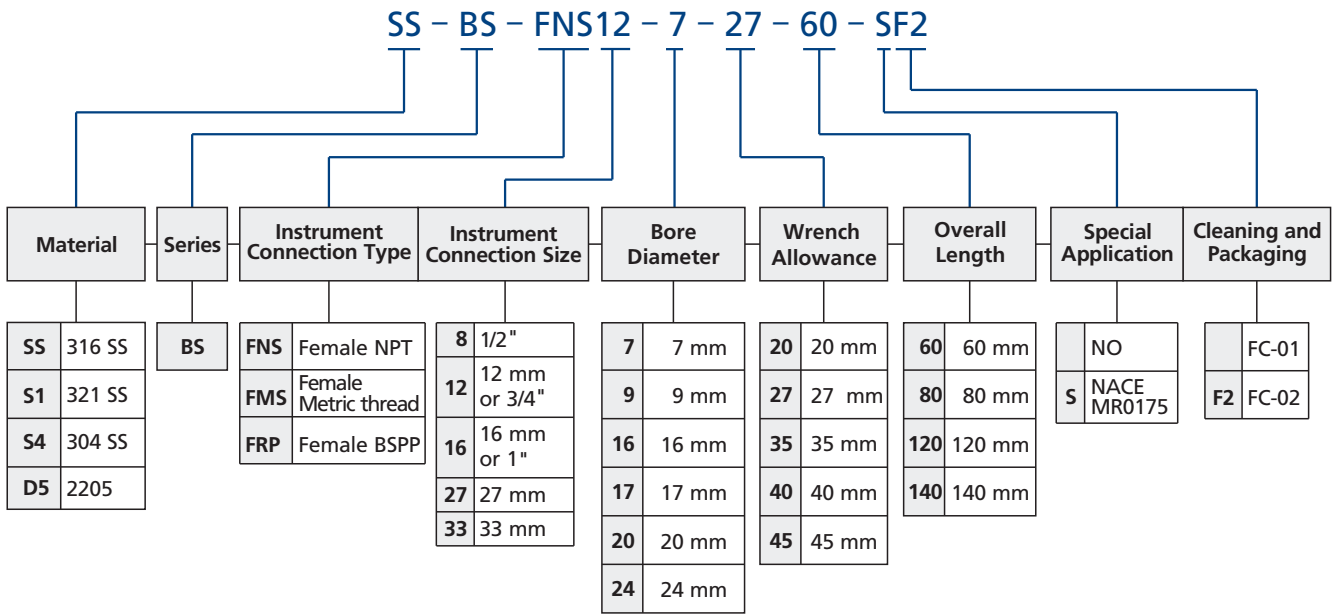 SS – BS – FNS12 – 7 – 27 – 60 – SF2
Material
Series
Instrument
Connection Type
Instrument
Connection Size
Bore
Diameter
Wrench
Allowance
Overall
Length
Special
Application
Cleaning and
Packaging
SS 316 SS
S1 321 SS
S4 304 SS
D5 2205
BS
FNS Female NPT
FMS Female
Metric thread
FRP Female BSPP
8 1/2"
12 12 mm
or 3/4"
16 16 mm
or 1"
27 27 mm
33 33 mm
7 7 mm
9 9 mm
16 16 mm
17 17 mm
20 20 mm
24 24 mm
20 20 mm
27 27 mm
35 35 mm
40 40 mm
45 45 mm
60 60 mm
80 80 mm
120 120 mm
140 140 mm
NO
S NACE
MR0175
FC-01
F2 FC-02